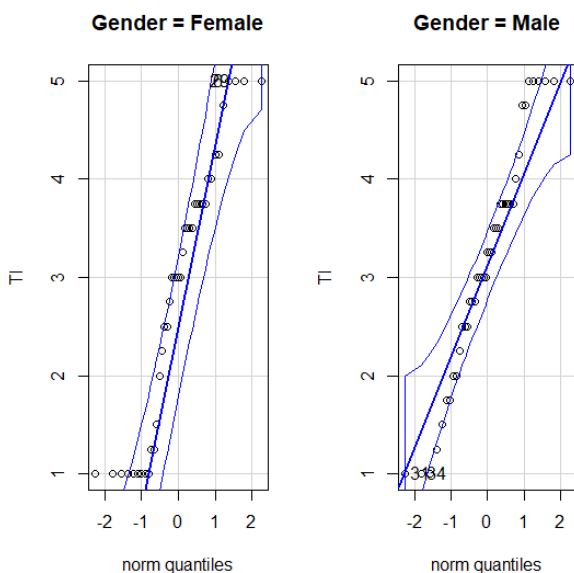 Gender = Female
Gender = Male
TI
5
4
3
2
1
-2 -1 0 1 2
norm quantiles
TI
5
4
3
2
1
3134
-2 -1 0 1 2
norm quantiles